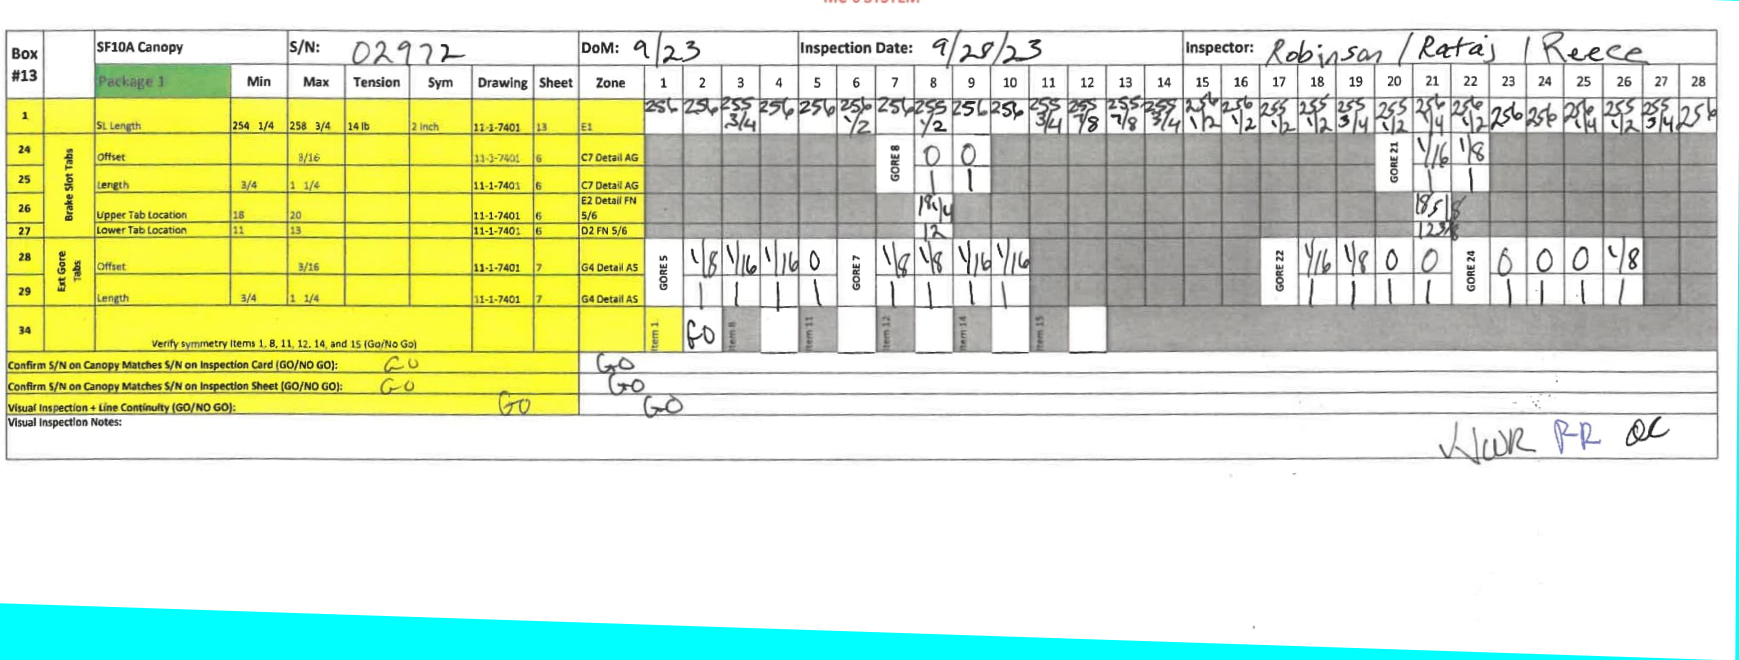 MC-6 SYSTEM
Box #13 SF10A Canopy S/N: 02972 DoM: 9/23 Inspection Date: 9/28/23 Inspector: Robinson / Rataj / Reece
Package 1 Min Max Tension Sym Drawing Sheet Zone 1 2 3 4 5 6 7 8 9 10 11 12 13 14 15 16 17 18 19 20 21 22 23 24 25 26 27 28
1 SL Length 254 1/4 258 3/4 14 lb 2 Inch 11-1-7401 13 E1 256 256 255 3/4 256 256 256 1/2 256 255 1/2 256 256 255 3/4 255 7/8 255 7/8 255 3/4 256 1/2 256 1/2 255 1/2 255 1/2 255 3/4 255 1/2 256 1/4 256 1/2 256 256 256 1/4 255 1/2 255 3/4 256
Brake Slot Tabs
24 Offset 3/16 11-1-7401 6 C7 Detail AG GORE 8 0 0 GORE 21 1/16 1/8
25 Length 3/4 1 1/4 11-1-7401 6 C7 Detail AG 1 1 1 1
26 Upper Tab Location 18 20 11-1-7401 6 E2 Detail FN 5/6 18 1/4 18 5/8
27 Lower Tab Location 11 13 11-1-7401 6 D2 FN 5/6 12 12 3/8
Ext Gore Tabs
28 Offset 3/16 11-1-7401 7 G4 Detail AS GORE 5 1/8 1/16 1/16 0 GORE 7 1/8 1/8 1/16 1/16 GORE 22 1/16 1/8 0 0 GORE 24 0 0 0 1/8
29 Length 3/4 1 1/4 11-1-7401 7 G4 Detail AS 1 1 1 1 1 1 1 1 1 1 1 1 1 1 1 1
34 Verify symmetry Items 1, 8, 11, 12, 14, and 15 (Go/No Go) Item 1 GO Item 8 Item 11 Item 12 Item 14 Item 15
Confirm S/N on Canopy Matches S/N on Inspection Card (GO/NO GO): GO GO
Confirm S/N on Canopy Matches S/N on Inspection Sheet (GO/NO GO): GO GO
Visual Inspection + Line Continuity (GO/NO GO): GO GO
Visual Inspection Notes:
RR